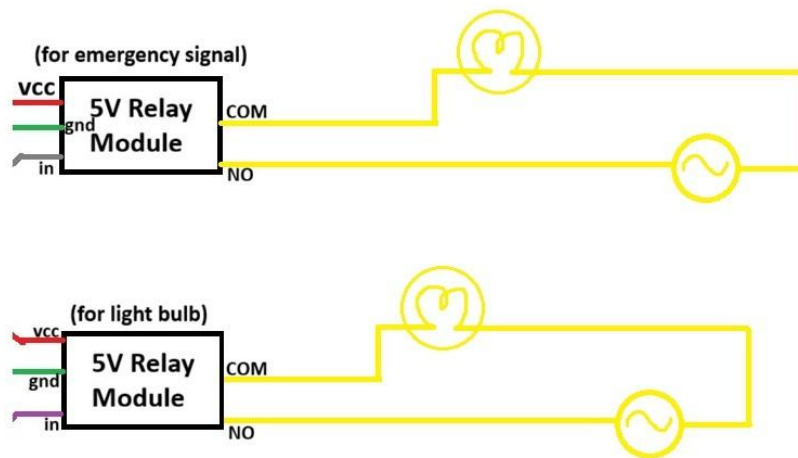 (for emergency signal)
vcc
5V Relay
COM
gnd
Module
in
NO
(for light bulb)
vcc
5V Relay
COM
gnd
Module
in
NO